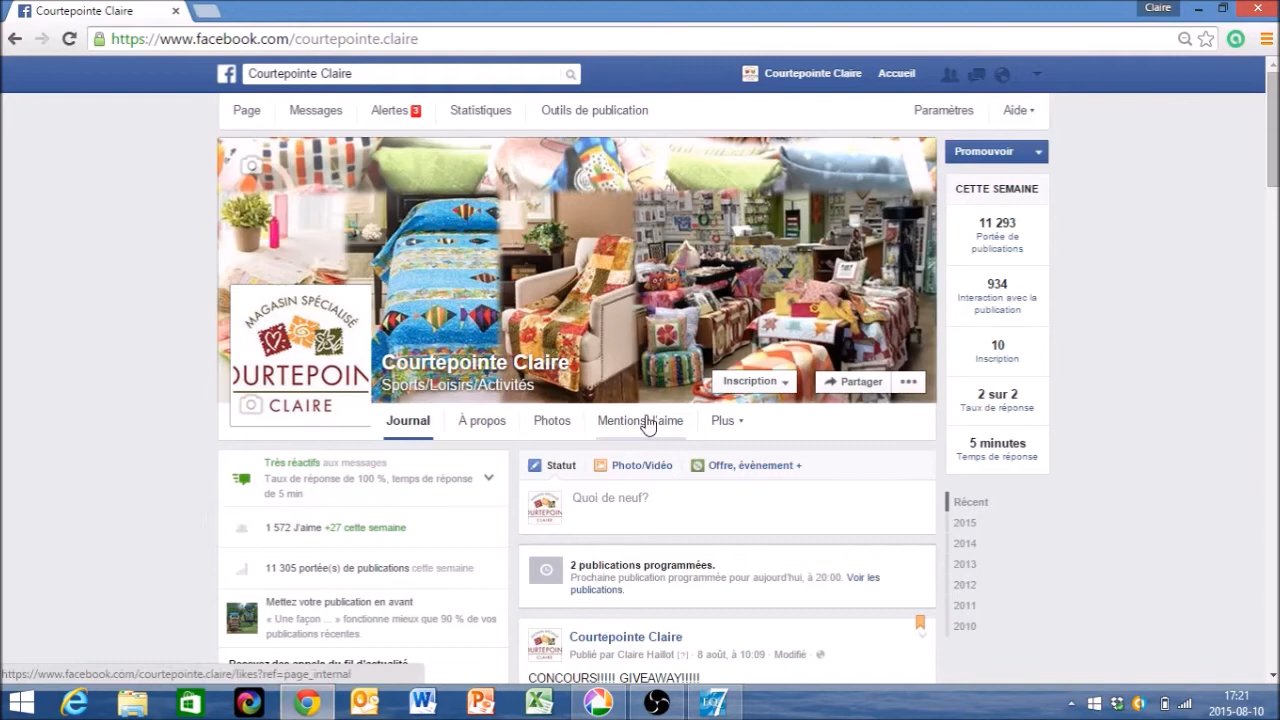 Courtepointe Claire
Claire
https://www.facebook.com/courtepointe.claire
Courtepointe Claire
Courtepointe Claire
Accueil
Page
Messages
Alertes 3
Statistiques
Outils de publication
Paramètres
Aide
Promouvoir
CETTE SEMAINE
11 293
Portée de
publications
934
Interaction avec la
publication
10
Inscription
2 sur 2
Taux de réponse
5 minutes
Temps de réponse
MAGASIN SPÉCIALISÉ
OURTEPOIN
CLAIRE
Courtepointe Claire
Sports/Loisirs/Activités
Inscription
Partager
Journal
À propos
Photos
Plus
Très réactifs aux messages
Taux de réponse de 100 %, temps de réponse
de 5 min
1 572 J'aime +27 cette semaine
11 305 portée(s) de publications cette semaine
Mettez votre publication en avant
« Une façon ... » fonctionne mieux que 90 % de vos
publications récentes.
Statut
Photo/Vidéo
Offre, évènement +
Quoi de neuf?
2 publications programmées.
Prochaine publication programmée pour aujourd'hui, à 20:00. Voir les
publications.
Courtepointe Claire
Publié par Claire Haillot [?] · 8 août, à 10:09 · Modifié ·
CONCOURS!!!!! GIVEAWAY!!!!!
Récent
2015
2014
2013
2012
2011
2010
https://www.facebook.com/courtepointe.claire/likes?ref=page_internal
17:21
2015-08-10